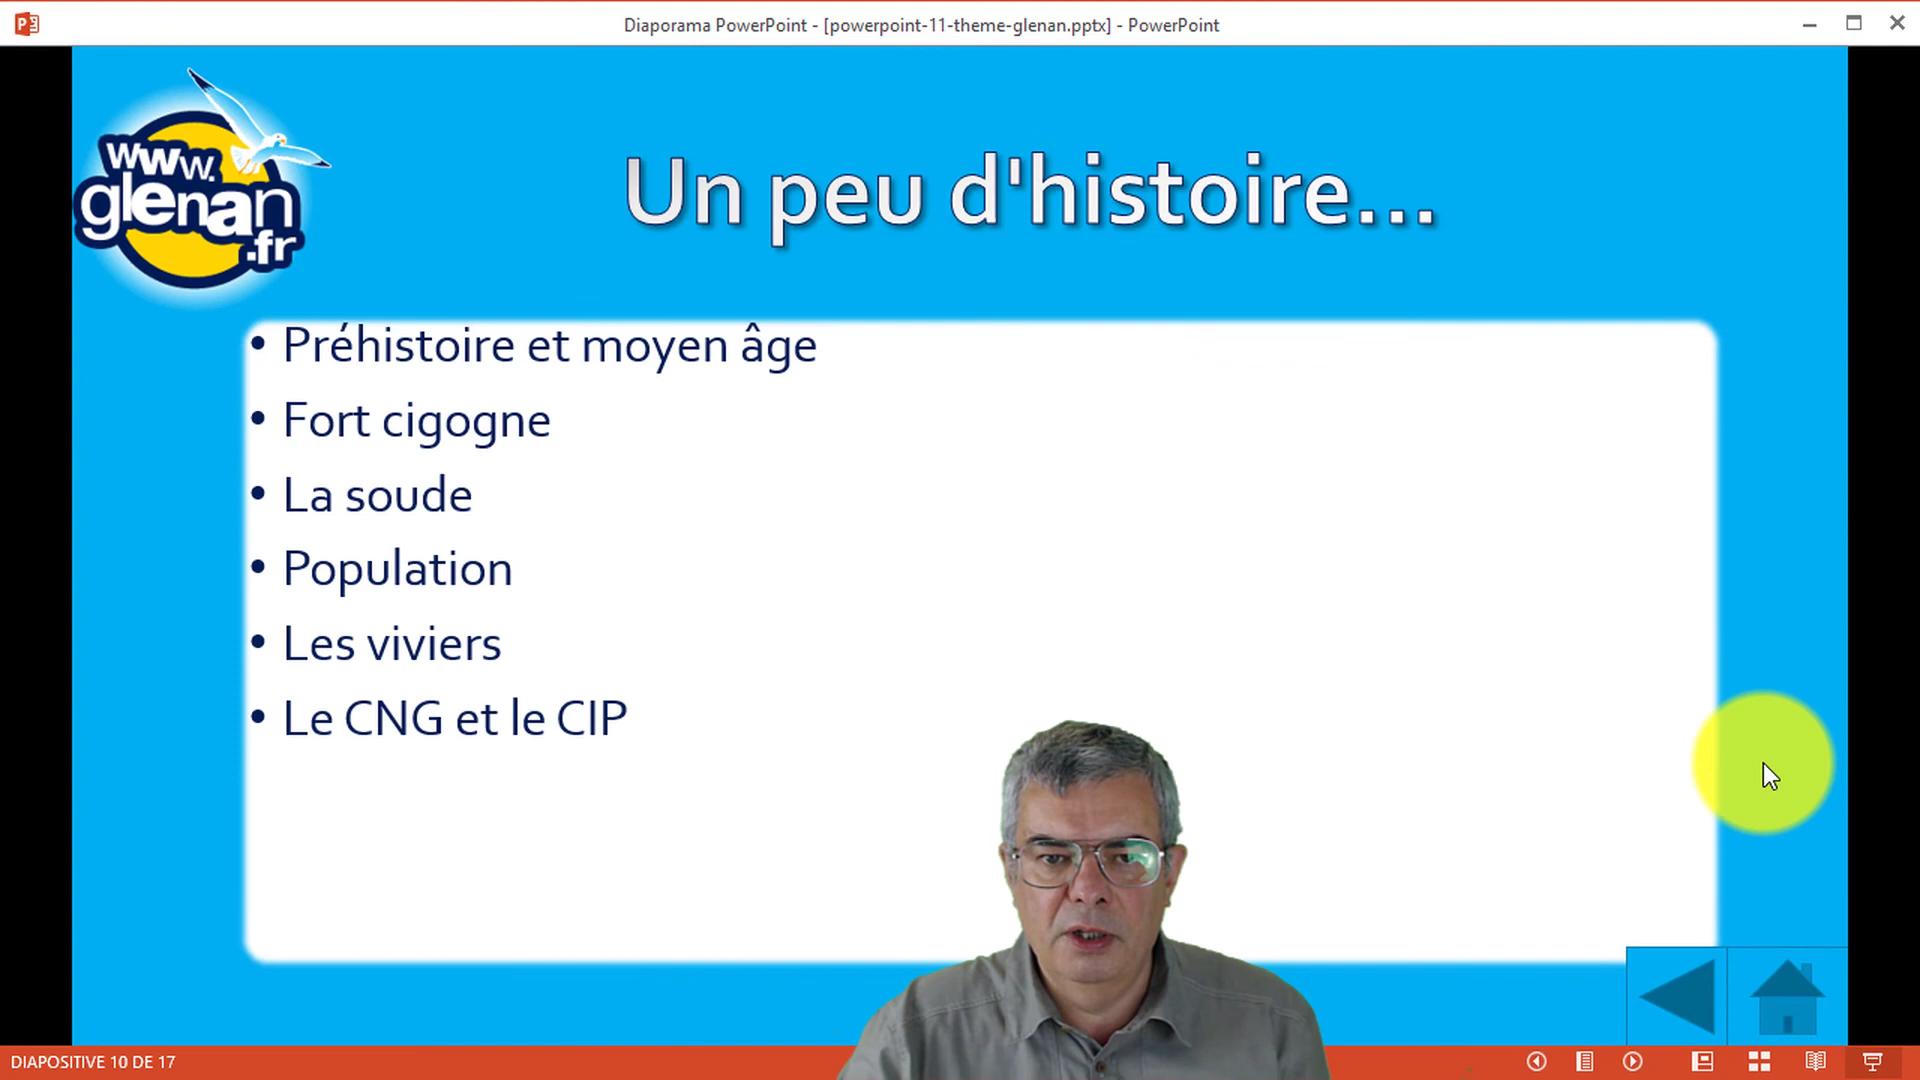 Diaporama PowerPoint - [powerpoint-11-theme-glenan.pptx] - PowerPoint
www.
glenan
.fr
Un peu d'histoire...
• Préhistoire et moyen âge
• Fort cigogne
• La soude
• Population
• Les viviers
• Le CNG et le CIP
DIAPOSITIVE 10 DE 17